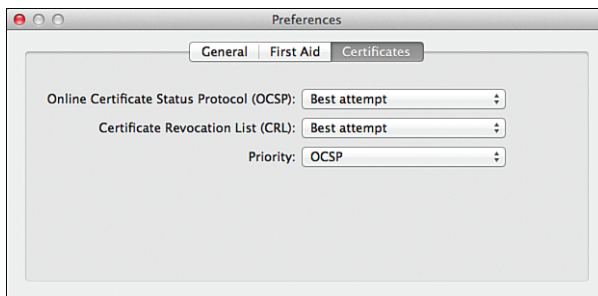 Preferences
General First Aid Certificates
Online Certificate Status Protocol (OCSP): Best attempt
Certificate Revocation List (CRL): Best attempt
Priority: OCSP